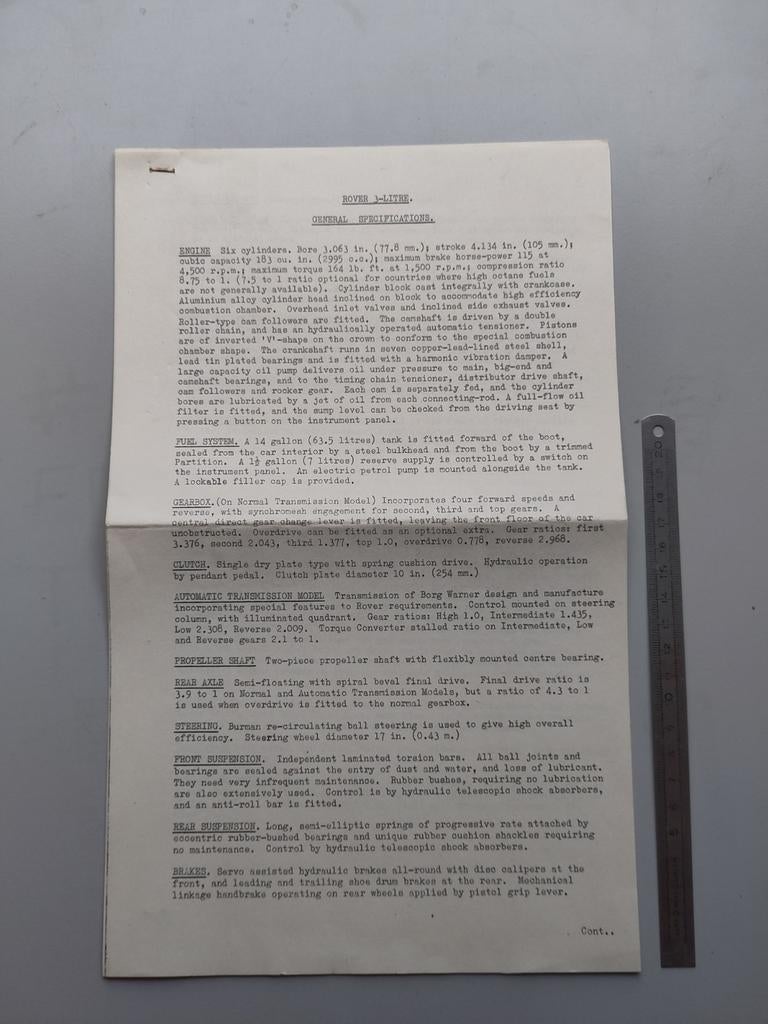 ROVER 3-LITRE.
GENERAL SPECIFICATIONS.
ENGINE Six cylinders. Bore 3.063 in. (77.8 mm.); stroke 4.134 in. (105 mm.);
cubic capacity 183 cu. in. (2995 c.c.); maximum brake horse-power 115 at
4,500 r.p.m.; maximum torque 164 lb. ft. at 1,500 r.p.m.; compression ratio
8.75 to 1. (7.5 to 1 ratio optional for countries where high octane fuels
are not generally available). Cylinder block cast integrally with crankcase.
Aluminium alloy cylinder head inclined on block to accommodate high efficiency
combustion chamber. Overhead inlet valves and inclined side exhaust valves.
Roller-type cam followers are fitted. The camshaft is driven by a double
roller chain, and has an hydraulically operated automatic tensioner. Pistons
are of inverted 'V'-shape on the crown to conform to the special combustion
chamber shape. The crankshaft runs in seven copper-lead-lined steel shell,
lead tin plated bearings and is fitted with a harmonic vibration damper. A
large capacity oil pump delivers oil under pressure to main, big-end and
camshaft bearings, and to the timing chain tensioner, distributor drive shaft,
cam followers and rocker gear. Each cam is separately fed, and the cylinder
bores are lubricated by a jet of oil from each connecting-rod. A full-flow oil
filter is fitted, and the sump level can be checked from the driving seat by
pressing a button on the instrument panel.
FUEL SYSTEM. A 14 gallon (63.5 litres) tank is fitted forward of the boot,
sealed from the car interior by a steel bulkhead and from the boot by a trimmed
Partition. A 1½ gallon (7 litres) reserve supply is controlled by a switch on
the instrument panel. An electric petrol pump is mounted alongside the tank.
A lockable filler cap is provided.
GEARBOX.(On Normal Transmission Model) Incorporates four forward speeds and
reverse, with synchromesh engagement for second, third and top gears. A
central direct gear change lever is fitted, leaving the front floor of the car
unobstructed. Overdrive can be fitted as an optional extra. Gear ratios: first
3.376, second 2.043, third 1.377, top 1.0, overdrive 0.778, reverse 2.968.
CLUTCH. Single dry plate type with spring cushion drive. Hydraulic operation
by pendant pedal. Clutch plate diameter 10 in. (254 mm.)
AUTOMATIC TRANSMISSION MODEL Transmission of Borg Warner design and manufacture
incorporating special features to Rover requirements. Control mounted on steering
column, with illuminated quadrant. Gear ratios: High 1.0, Intermediate 1.435,
Low 2.308, Reverse 2.009. Torque Converter stalled ratio on Intermediate, Low
and Reverse gears 2.1 to 1.
PROPELLER SHAFT Two-piece propeller shaft with flexibly mounted centre bearing.
REAR AXLE Semi-floating with spiral bevel final drive. Final drive ratio is
3.9 to 1 on Normal and Automatic Transmission Models, but a ratio of 4.3 to 1
is used when overdrive is fitted to the normal gearbox.
STEERING. Burman re-circulating ball steering is used to give high overall
efficiency. Steering wheel diameter 17 in. (0.43 m.)
FRONT SUSPENSION. Independent laminated torsion bars. All ball joints and
bearings are sealed against the entry of dust and water, and loss of lubricant.
They need very infrequent maintenance. Rubber bushes, requiring no lubrication
are also extensively used. Control is by hydraulic telescopic shock absorbers,
and an anti-roll bar is fitted.
REAR SUSPENSION. Long, semi-elliptic springs of progressive rate attached by
eccentric rubber-bushed bearings and unique rubber cushion shackles requiring
no maintenance. Control by hydraulic telescopic shock absorbers.
BRAKES. Servo assisted hydraulic brakes all-round with disc calipers at the
front, and leading and trailing shoe drum brakes at the rear. Mechanical
linkage handbrake operating on rear wheels applied by pistol grip lever.
Cont..